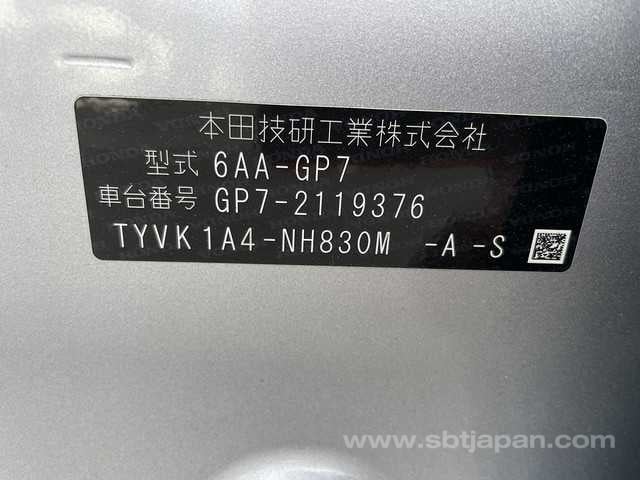 本田技研工業株式会社
型式 6AA-GP7
車台番号 GP7-2119376
TYVK1A4-NH830M -A -S
www.sbtjapan.com